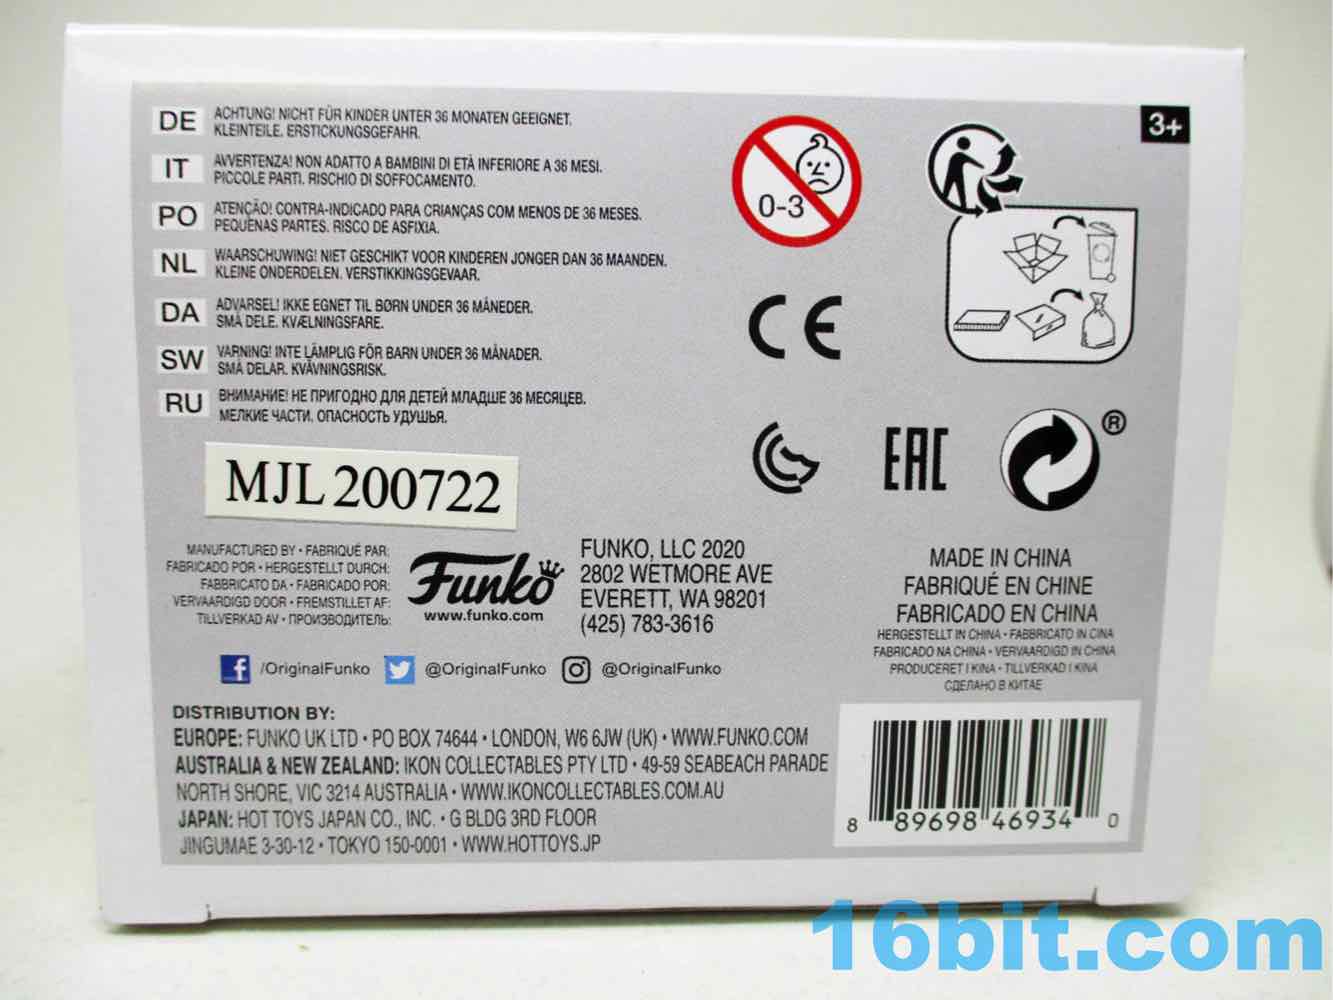 DE ACHTUNG! NICHT FÜR KINDER UNTER 36 MONATEN GEEIGNET.
KLEINTEILE. ERSTICKUNGSGEFAHR.
IT AVVERTENZA! NON ADATTO A BAMBINI DI ETÀ INFERIORE A 36 MESI.
PICCOLE PARTI. RISCHIO DI SOFFOCAMENTO.
PO ATENÇÃO! CONTRA-INDICADO PARA CRIANÇAS COM MENOS DE 36 MESES.
PEQUENAS PARTES. RISCO DE ASFIXIA.
NL WAARSCHUWING! NIET GESCHIKT VOOR KINDEREN JONGER DAN 36 MAANDEN.
KLEINE ONDERDELEN. VERSTIKKINGSGEVAAR.
DA ADVARSEL! IKKE EGNET TIL BØRN UNDER 36 MÅNEDER.
SMÅ DELE. KVÆLNINGSFARE.
SW VARNING! INTE LÄMPLIG FÖR BARN UNDER 36 MÅNADER.
SMÅ DELAR. KVÄVNINGSRISK.
RU ВНИМАНИЕ! НЕ ПРИГОДНО ДЛЯ ДЕТЕЙ МЛАДШЕ 36 МЕСЯЦЕВ.
МЕЛКИЕ ЧАСТИ. ОПАСНОСТЬ УДУШЬЯ.
0-3
3+
CE
EAC
®
MJL 200722
MANUFACTURED BY • FABRIQUÉ PAR:
FABRICADO POR • HERGESTELLT DURCH:
FABBRICATO DA • FABRICADO POR:
VERVAARDIGD DOOR • FREMSTILLET AF:
TILLVERKAD AV • ПРОИЗВОДИТЕЛЬ:
Funko
www.funko.com
FUNKO, LLC 2020
2802 WETMORE AVE
EVERETT, WA 98201
(425) 783-3616
MADE IN CHINA
FABRIQUÉ EN CHINE
FABRICADO EN CHINA
HERGESTELLT IN CHINA • FABBRICATO IN CINA
FABRICADO NA CHINA • VERVAARDIGD IN CHINA
PRODUCERET I KINA • TILLVERKAD I KINA
СДЕЛАНО В КИТАЕ
/OriginalFunko @OriginalFunko @OriginalFunko
DISTRIBUTION BY:
EUROPE: FUNKO UK LTD • PO BOX 74644 • LONDON, W6 6JW (UK) • WWW.FUNKO.COM
AUSTRALIA & NEW ZEALAND: IKON COLLECTABLES PTY LTD • 49-59 SEABEACH PARADE
NORTH SHORE, VIC 3214 AUSTRALIA • WWW.IKONCOLLECTABLES.COM.AU
JAPAN: HOT TOYS JAPAN CO., INC. • G BLDG 3RD FLOOR
JINGUMAE 3-30-12 • TOKYO 150-0001 • WWW.HOTTOYS.JP
8 89698 46934 0
16bit.com